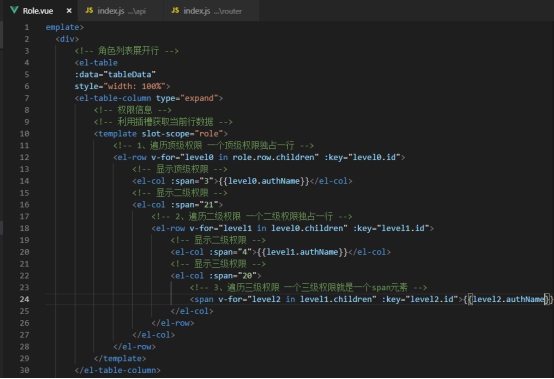 Role.vue × JS index.js ...\api JS index.js ...\router
1 emplate>
2 <div>
3 <!-- 角色列表展开行 -->
4 <el-table
5 :data="tableData"
6 style="width: 100%">
7 <el-table-column type="expand">
8 <!-- 权限信息 -->
9 <!-- 利用插槽获取当前行数据 -->
10 <template slot-scope="role">
11 <!-- 1、遍历顶级权限 一个顶级权限独占一行 -->
12 <el-row v-for="level0 in role.row.children" :key="level0.id">
13 <!-- 显示顶级权限 -->
14 <el-col :span="3">{{level0.authName}}</el-col>
15 <!-- 显示二级权限 -->
16 <el-col :span="21">
17 <!-- 2、遍历二级权限 一个二级权限独占一行 -->
18 <el-row v-for="level1 in level0.children" :key="level1.id">
19 <!-- 显示二级权限 -->
20 <el-col :span="4">{{level1.authName}}</el-col>
21 <!-- 显示三级权限 -->
22 <el-col :span="20">
23 <!-- 3、遍历三级权限 一个三级权限就是一个span元素 -->
24 <span v-for="level2 in level1.children" :key="level2.id">{{level2.authName}}
25 </el-col>
26 </el-row>
27 </el-col>
28 </el-row>
29 </template>
30 </el-table-column>